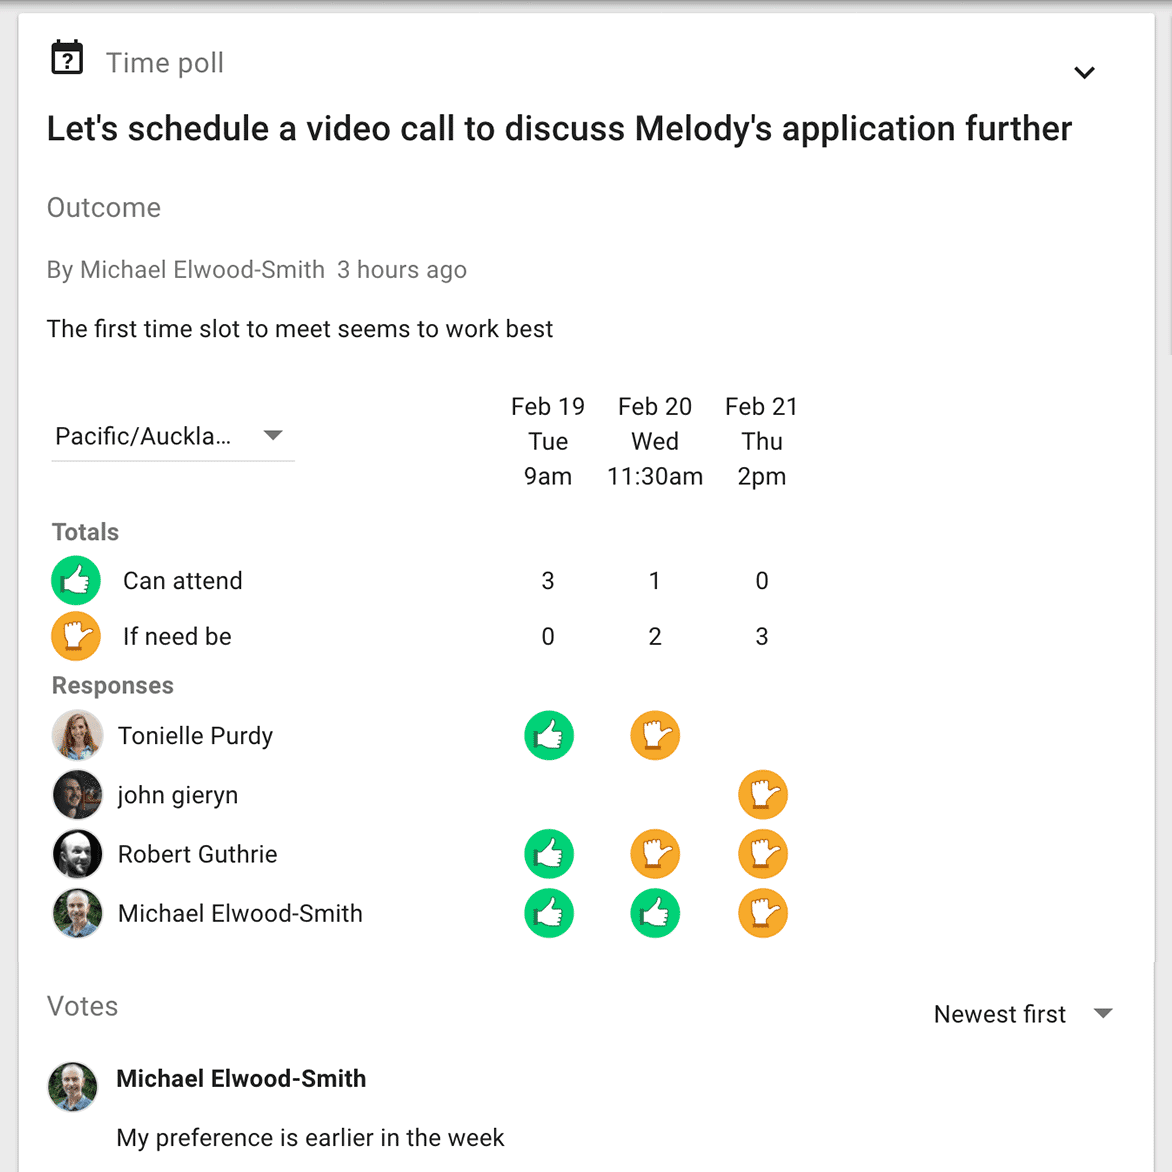 Time poll
Let's schedule a video call to discuss Melody's application further
Outcome
By Michael Elwood-Smith 3 hours ago
The first time slot to meet seems to work best
Pacific/Auckla...
Feb 19 Feb 20 Feb 21
Tue Wed Thu
9am 11:30am 2pm
Totals
Can attend 3 1 0
If need be 0 2 3
Responses
Tonielle Purdy
john gieryn
Robert Guthrie
Michael Elwood-Smith
Votes
Newest first
Michael Elwood-Smith
My preference is earlier in the week